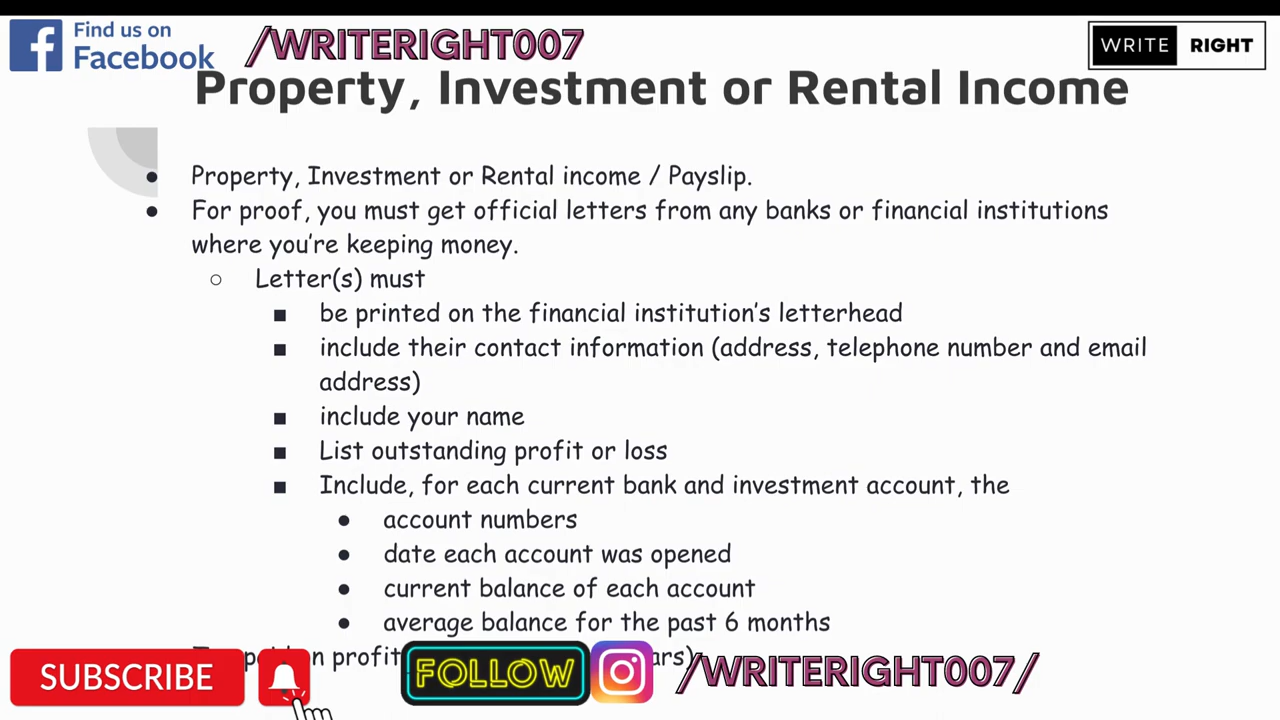 Find us on
Facebook
/WRITERIGHT007
WRITE RIGHT
Property, Investment or Rental Income
Property, Investment or Rental income / Payslip.
For proof, you must get official letters from any banks or financial institutions
where you're keeping money.
Letter(s) must
be printed on the financial institution's letterhead
include their contact information (address, telephone number and email
address)
include your name
List outstanding profit or loss
Include, for each current bank and investment account, the
account numbers
date each account was opened
current balance of each account
average balance for the past 6 months
profit
SUBSCRIBE
FOLLOW
/WRITERIGHT007/